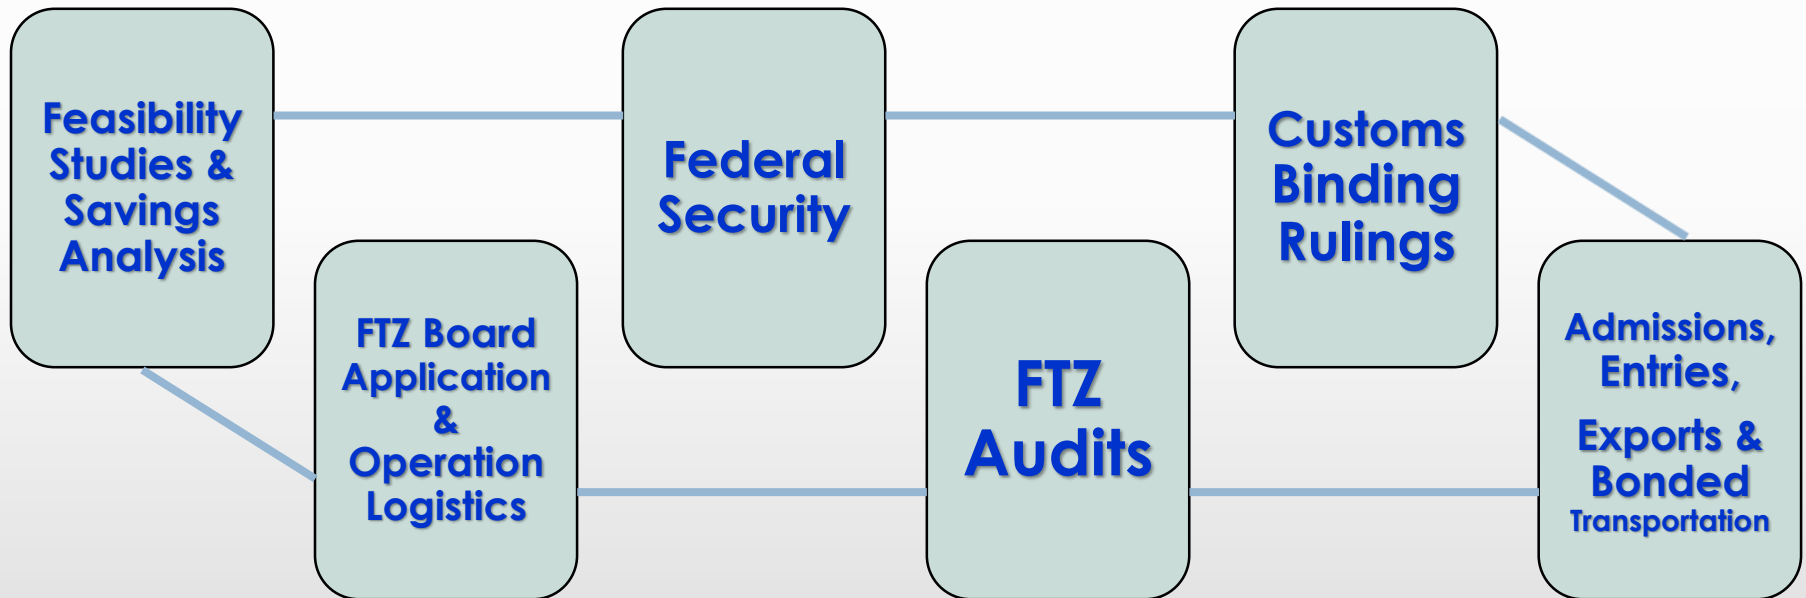 Feasibility
Studies &
Savings
Analysis
FTZ Board
Application
&
Operation
Logistics
Federal
Security
FTZ
Audits
Customs
Binding
Rulings
Admissions,
Entries,
Exports &
Bonded
Transportation